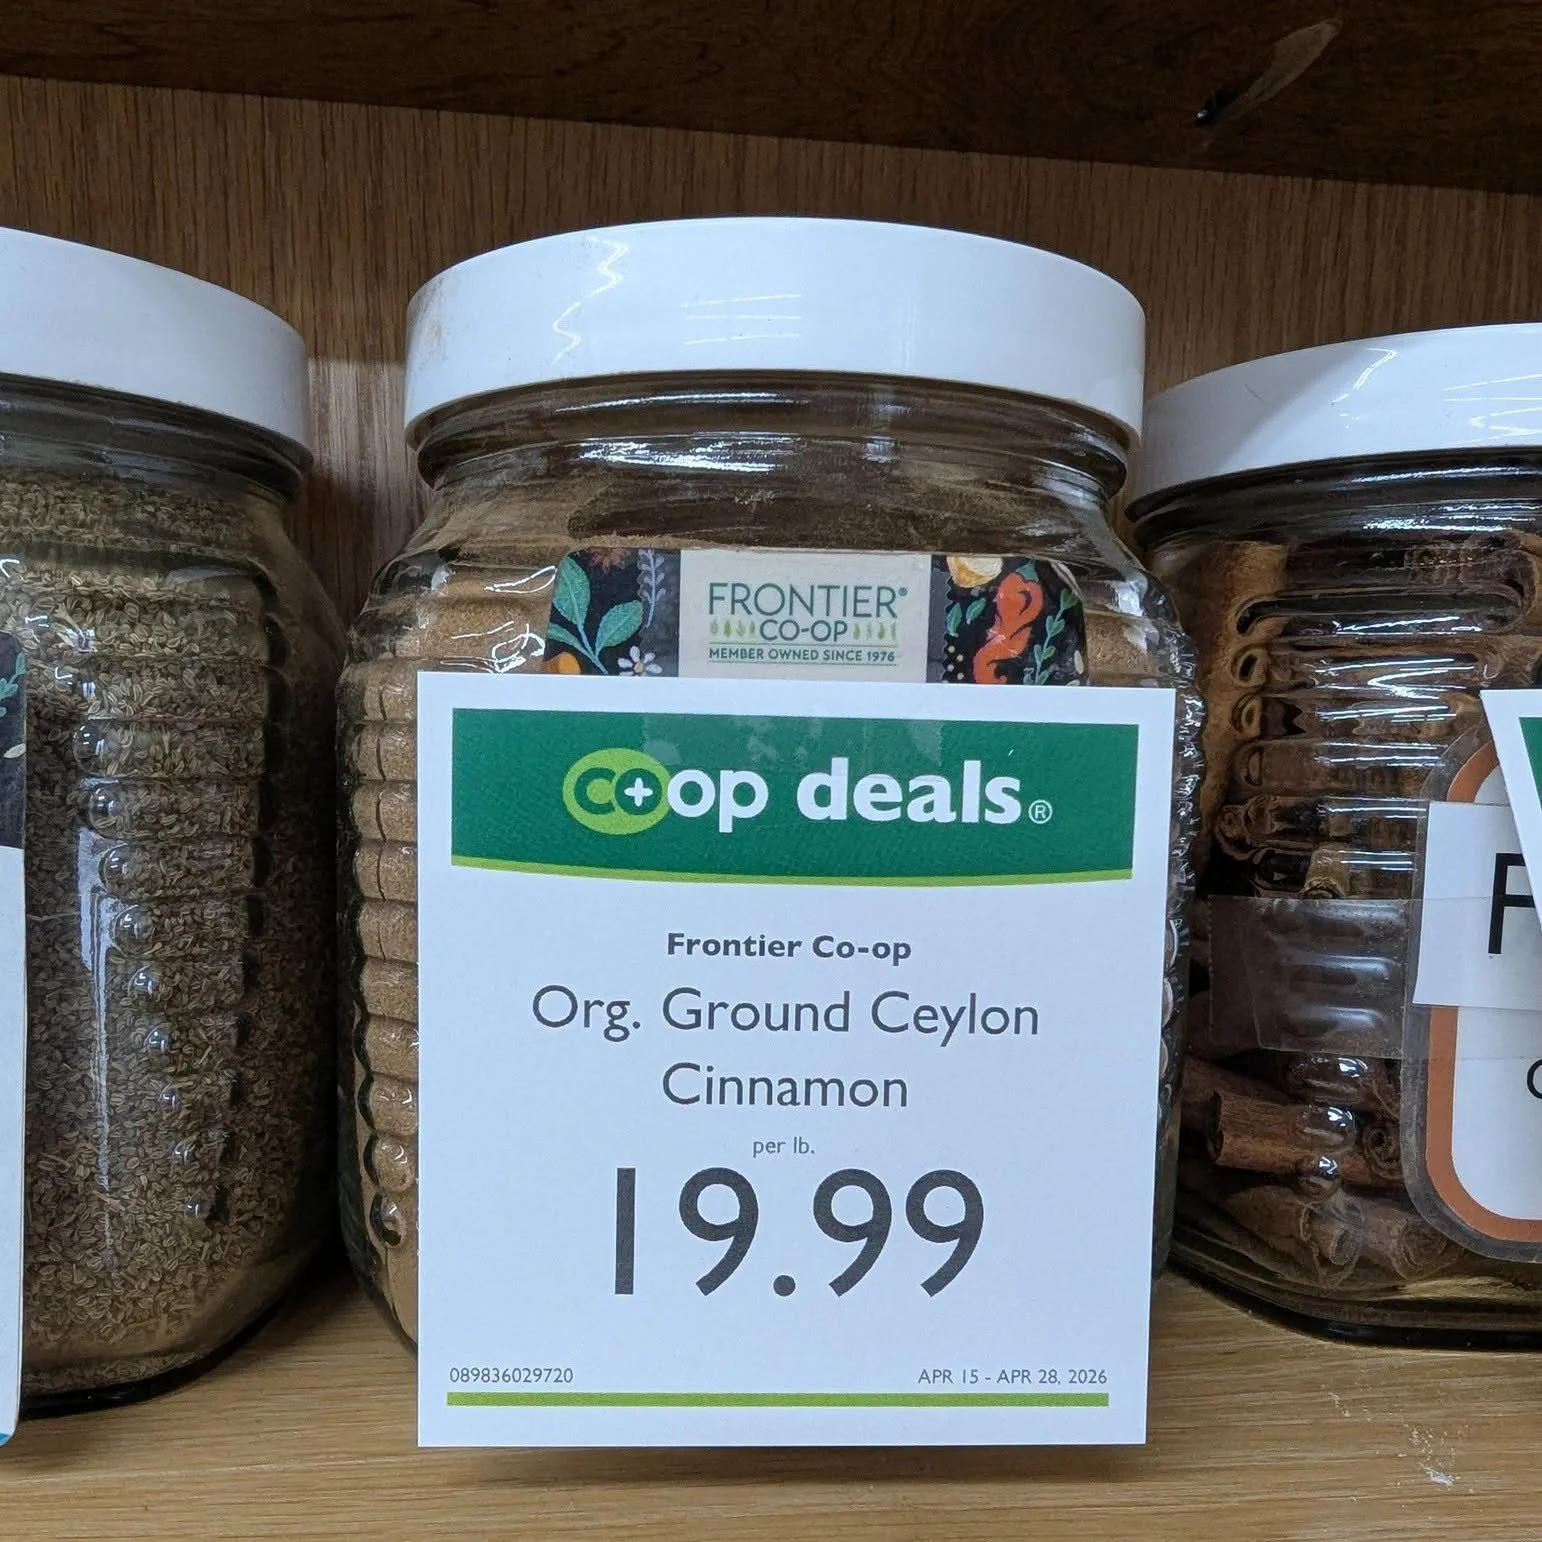 FRONTIER®
CO-OP
MEMBER OWNED SINCE 1976
co+op deals®
Frontier Co-op
Org. Ground Ceylon
Cinnamon
per lb.
19.99
089836029720
APR 15 - APR 28, 2026